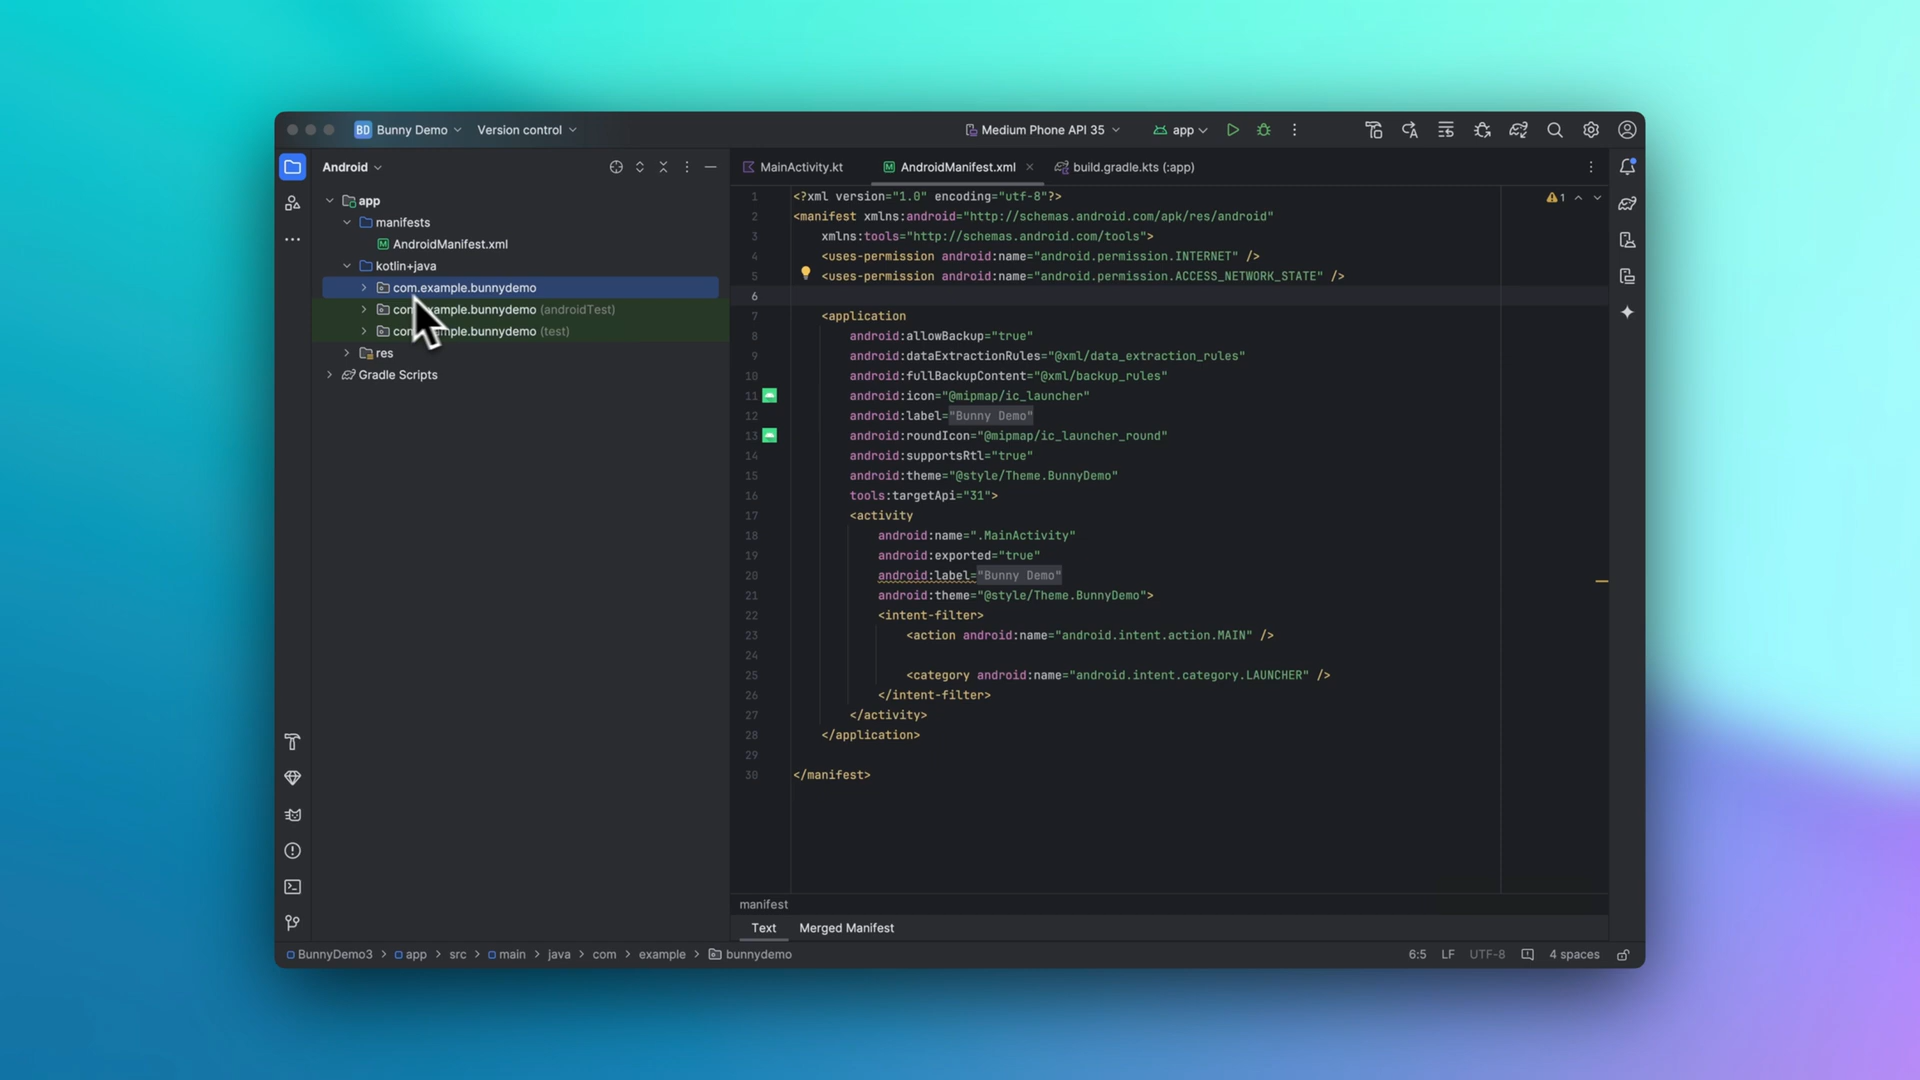 BD Bunny Demo Version control Medium Phone API 35 app
Android
app
manifests
AndroidManifest.xml
kotlin+java
com.example.bunnydemo
(androidTest)
(test)
res
Gradle Scripts
MainActivity.kt AndroidManifest.xml build.gradle.kts (:app)
1
1 <?xml version="1.0" encoding="utf-8"?>
2 <manifest xmlns:android="http://schemas.android.com/apk/res/android"
3 xmlns:tools="http://schemas.android.com/tools">
4 <uses-permission android:name="android.permission.INTERNET" />
5 <uses-permission android:name="android.permission.ACCESS_NETWORK_STATE" />
6
7 <application
8 android:allowBackup="true"
9 android:dataExtractionRules="@xml/data_extraction_rules"
10 android:fullBackupContent="@xml/backup_rules"
11 android:icon="@mipmap/ic_launcher"
12 android:label="Bunny Demo"
13 android:roundIcon="@mipmap/ic_launcher_round"
14 android:supportsRtl="true"
15 android:theme="@style/Theme.BunnyDemo"
16 tools:targetApi="31">
17 <activity
18 android:name=".MainActivity"
19 android:exported="true"
20 android:label="Bunny Demo"
21 android:theme="@style/Theme.BunnyDemo">
22 <intent-filter>
23 <action android:name="android.intent.action.MAIN" />
24
25 <category android:name="android.intent.category.LAUNCHER" />
26 </intent-filter>
27 </activity>
28 </application>
29
30 </manifest>
manifest
Text Merged Manifest
BunnyDemo3 > app > src > main > java > com > example > bunnydemo
6:5 LF UTF-8 4 spaces